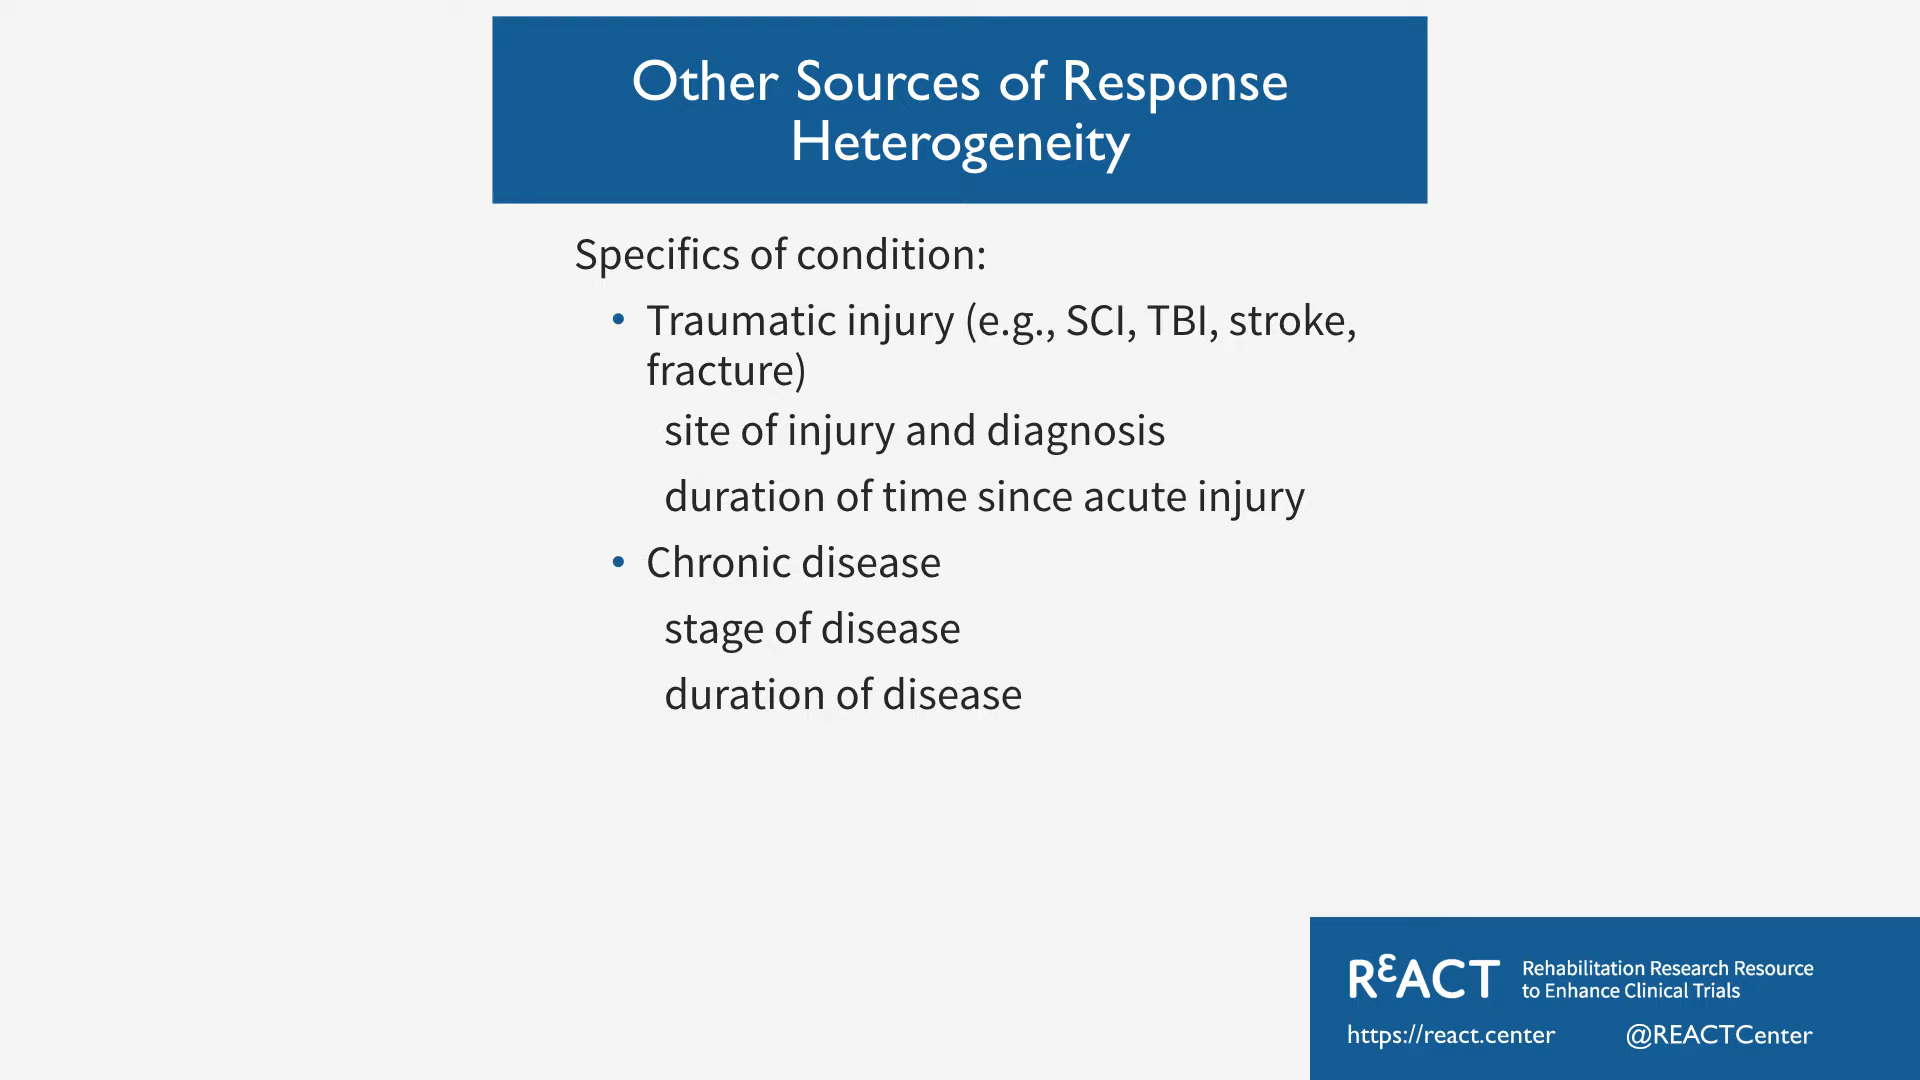 Other Sources of Response
Heterogeneity
Specifics of condition:
• Traumatic injury (e.g., SCI, TBI, stroke,
fracture)
site of injury and diagnosis
duration of time since acute injury
• Chronic disease
stage of disease
duration of disease
RƐACT
Rehabilitation Research Resource
to Enhance Clinical Trials
https://react.center @REACTCenter